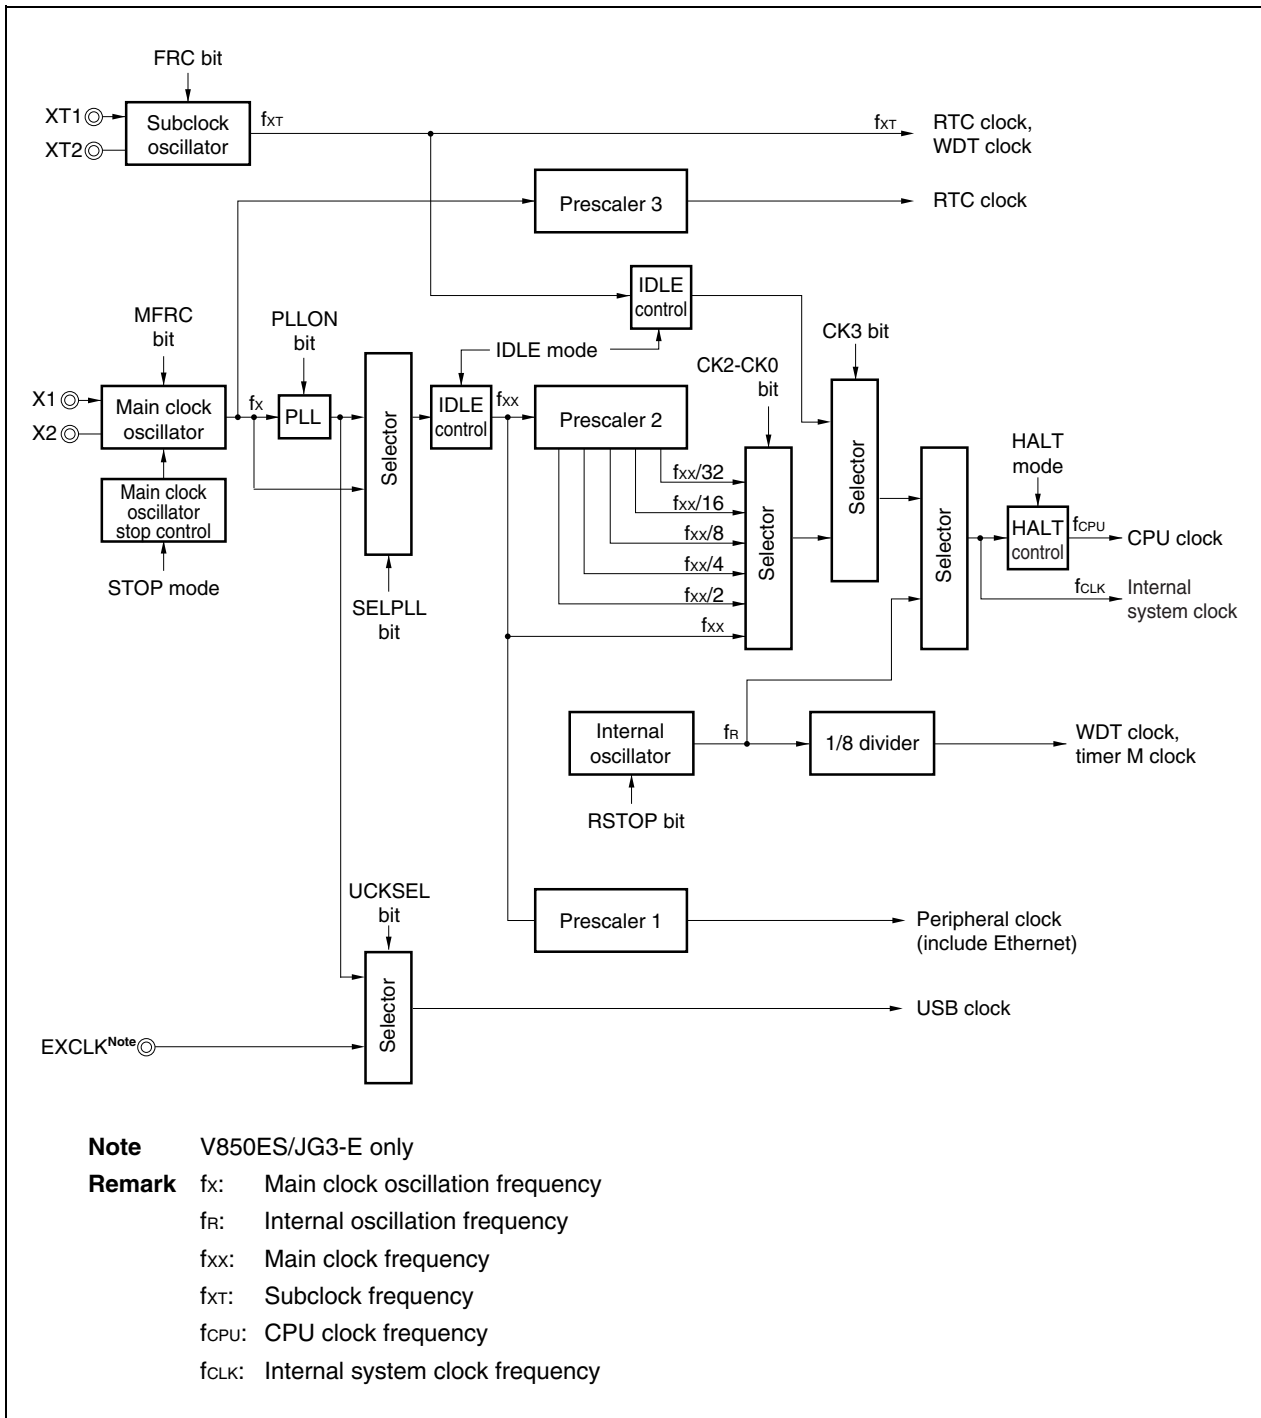 FRC bit
XT1
XT2
Subclock
oscillator
fXT
fXT
RTC clock,
WDT clock
Prescaler 3
RTC clock
IDLE
control
MFRC
bit
PLLON
bit
IDLE mode
CK3 bit
CK2-CK0
bit
X1
X2
Main clock
oscillator
fX
PLL
Selector
IDLE
control
fXX
Prescaler 2
Selector
HALT
mode
Main clock
oscillator
stop control
STOP mode
SELPLL
bit
fXX/32
fXX/16
fXX/8
fXX/4
fXX/2
fXX
Selector
Selector
HALT
control
fCPU
CPU clock
fCLK
Internal
system clock
Internal
oscillator
fR
1/8 divider
WDT clock,
timer M clock
RSTOP bit
UCKSEL
bit
Prescaler 1
Peripheral clock
(include Ethernet)
Selector
USB clock
EXCLKNote
Note V850ES/JG3-E only
Remark fX: Main clock oscillation frequency
fR: Internal oscillation frequency
fXX: Main clock frequency
fXT: Subclock frequency
fCPU: CPU clock frequency
fCLK: Internal system clock frequency